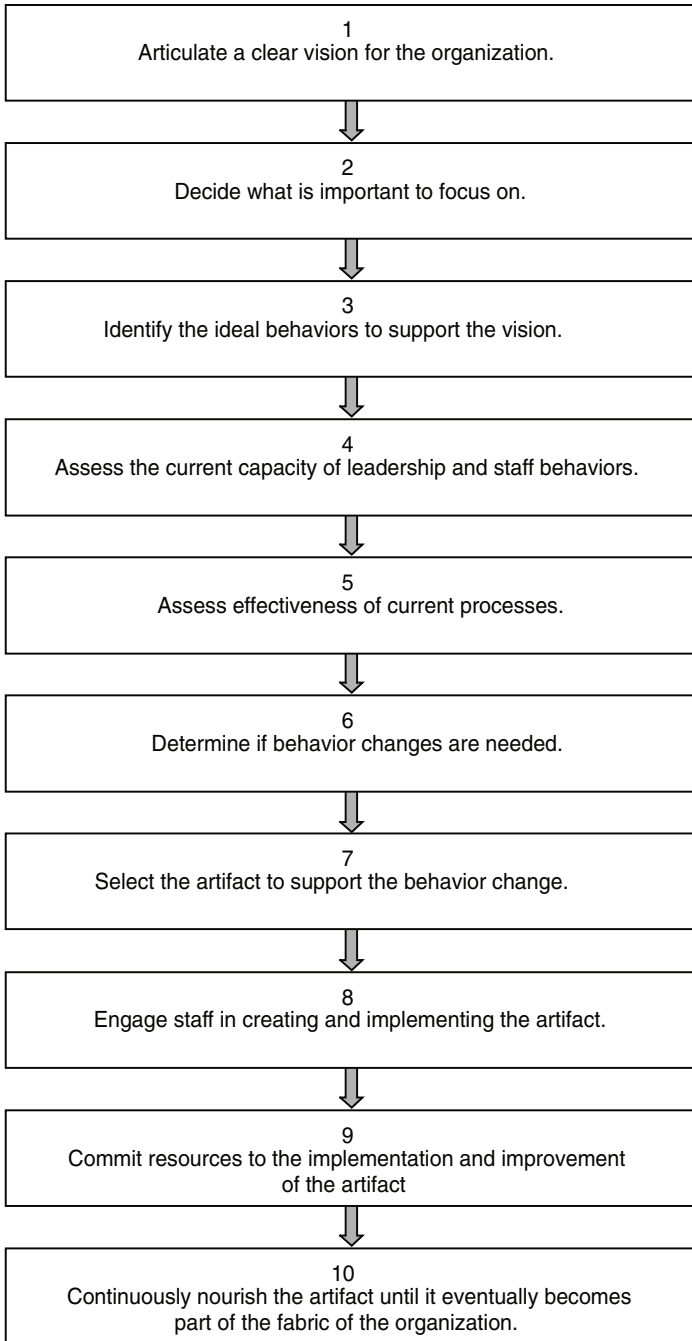 1
Articulate a clear vision for the organization.
2
Decide what is important to focus on.
3
Identify the ideal behaviors to support the vision.
4
Assess the current capacity of leadership and staff behaviors.
5
Assess effectiveness of current processes.
6
Determine if behavior changes are needed.
7
Select the artifact to support the behavior change.
8
Engage staff in creating and implementing the artifact.
9
Commit resources to the implementation and improvement
of the artifact
10
Continuously nourish the artifact until it eventually becomes
part of the fabric of the organization.